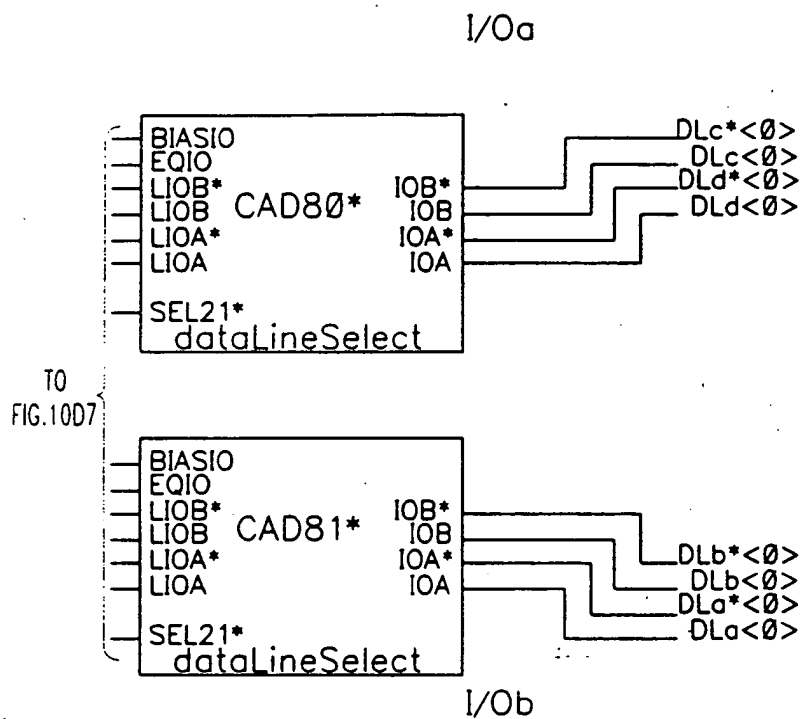 I/Oa
BIASIO
EQIO
LIOB*
LIOB
LIOA*
LIOA
SEL21*
CAD8Ø*
IOB*
IOB
IOA*
IOA
dataLineSelect
DLc*<Ø>
DLc<Ø>
DLd*<Ø>
DLd<Ø>
TO
FIG.10D7
BIASIO
EQIO
LIOB*
LIOB
LIOA*
LIOA
SEL21*
CAD81*
IOB*
IOB
IOA*
IOA
dataLineSelect
DLb*<Ø>
DLb<Ø>
DLa*<Ø>
DLa<Ø>
I/Ob